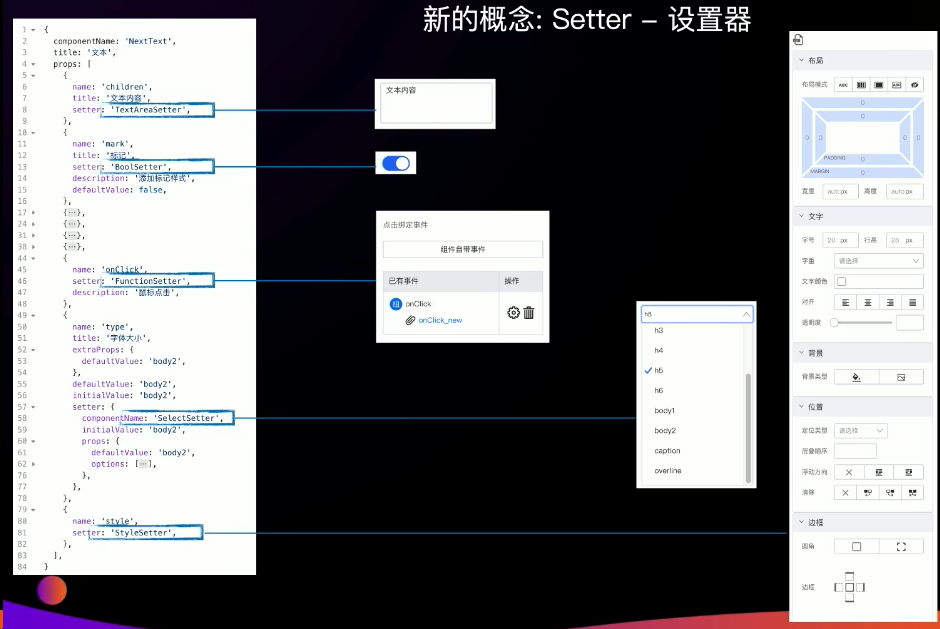 新的概念: Setter – 设置器
1 {
2 componentName: 'NextText',
3 title: '文本',
4 props: [
5 {
6 name: 'children',
7 title: '文本内容',
8 setter: 'TextAreaSetter',
9 },
10 {
11 name: 'mark',
12 title: '标记',
13 setter: 'BoolSetter',
14 description: '添加标记样式',
15 defaultValue: false,
16 },
17 {…},
24 {…},
31 {…},
38 {…},
44 {
45 name: 'onClick',
46 setter: 'FunctionSetter',
47 description: '鼠标点击',
48 },
49 {
50 name: 'type',
51 title: '字体大小',
52 extraProps: {
53 defaultValue: 'body2',
54 },
55 defaultValue: 'body2',
56 initialValue: 'body2',
57 setter: {
58 componentName: 'SelectSetter',
59 initialValue: 'body2',
60 props: {
61 defaultValue: 'body2',
62 options: […],
76 },
77 },
78 },
79 {
80 name: 'style',
81 setter: 'StyleSetter',
82 },
83 ],
84 }
文本内容
点击绑定事件
组件自带事件
已有事件 操作
组 onClick
onClick_new
h5
h3
h4
h5
h6
body1
body2
caption
overline
布局
布局模式
0
0
0 0 0 0
PADDING 0
MARGIN 0
宽度 auto px 高度 auto px
文字
字号 20 px 行高 28 px
字重 请选择
文字颜色
对齐
透明度
背景
背景类型
位置
定位类型 请选择
层叠顺序
浮动方向
清除
边框
圆角
边框